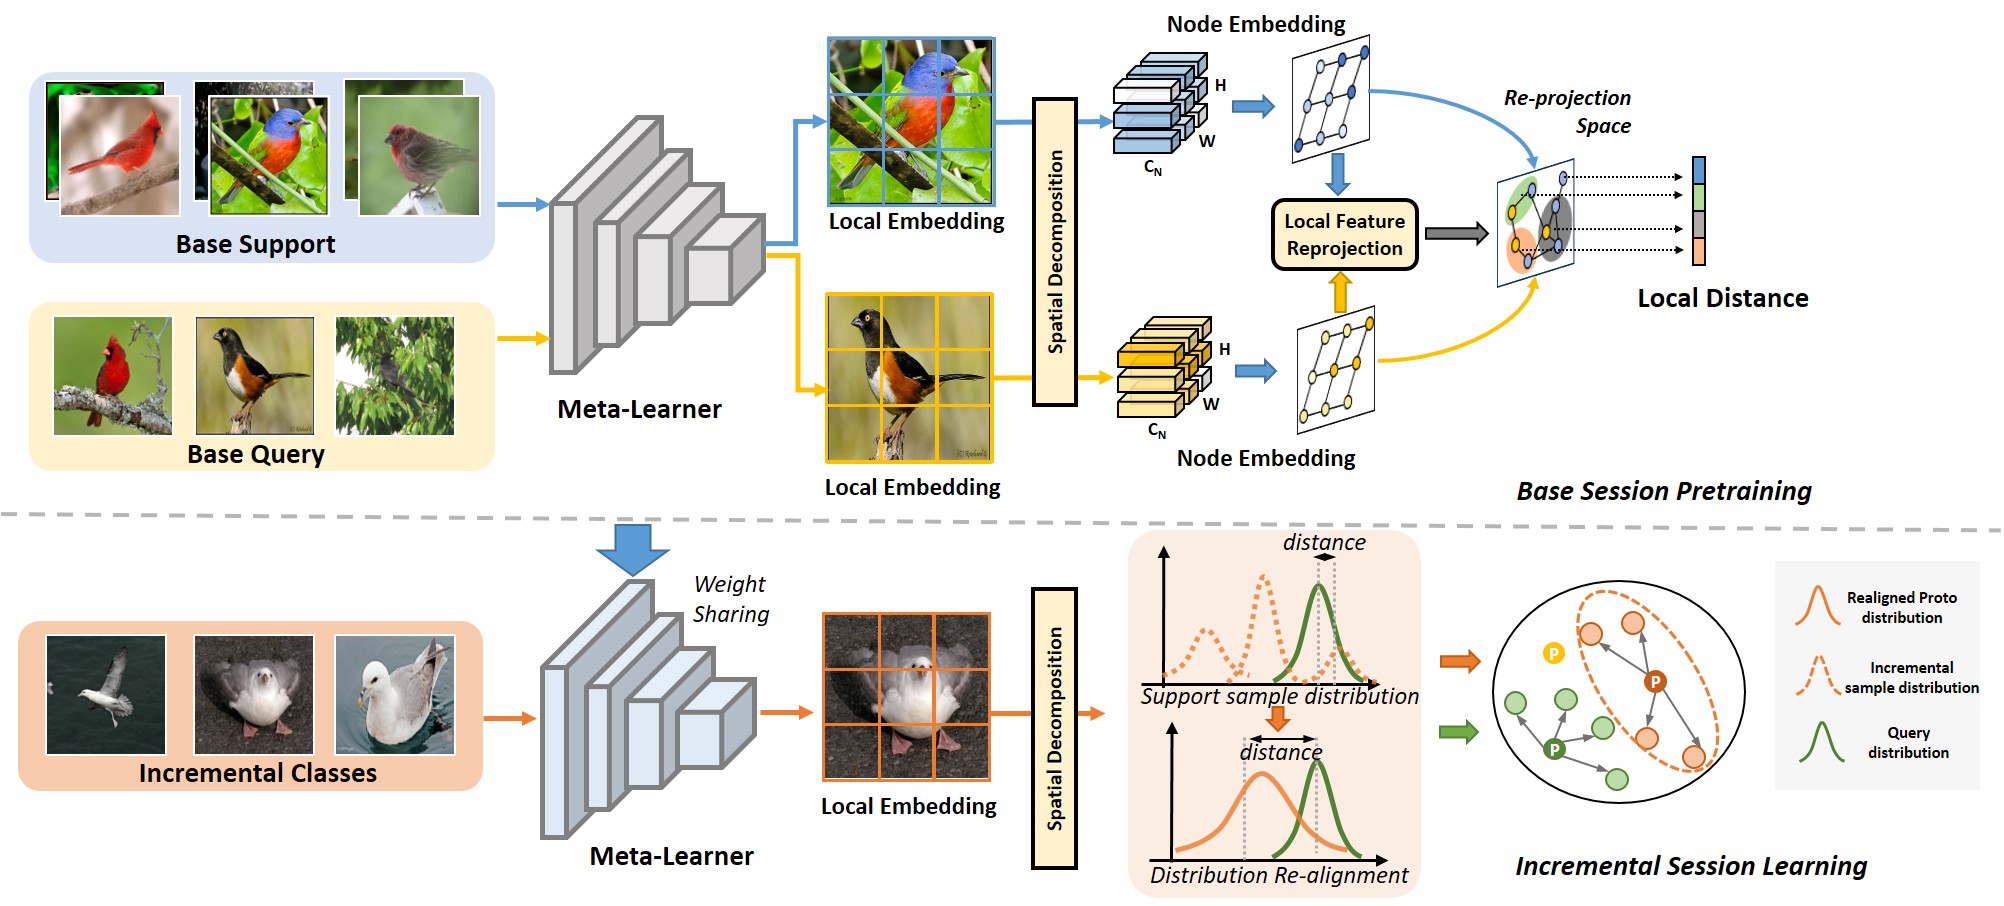 Node Embedding
H
W
C_N
Re-projection
Space
Base Support
Local Embedding
Spatial Decomposition
Local Feature
Reprojection
Local Distance
Meta-Learner
H
W
C_N
Base Query
Node Embedding
Local Embedding
Base Session Pretraining
Weight
Sharing
distance
Support sample distribution
distance
Distribution Re-alignment
P
P
P
Realigned Proto
distribution
Incremental
sample distribution
Query
distribution
Incremental Classes
Meta-Learner
Local Embedding
Spatial Decomposition
Incremental Session Learning